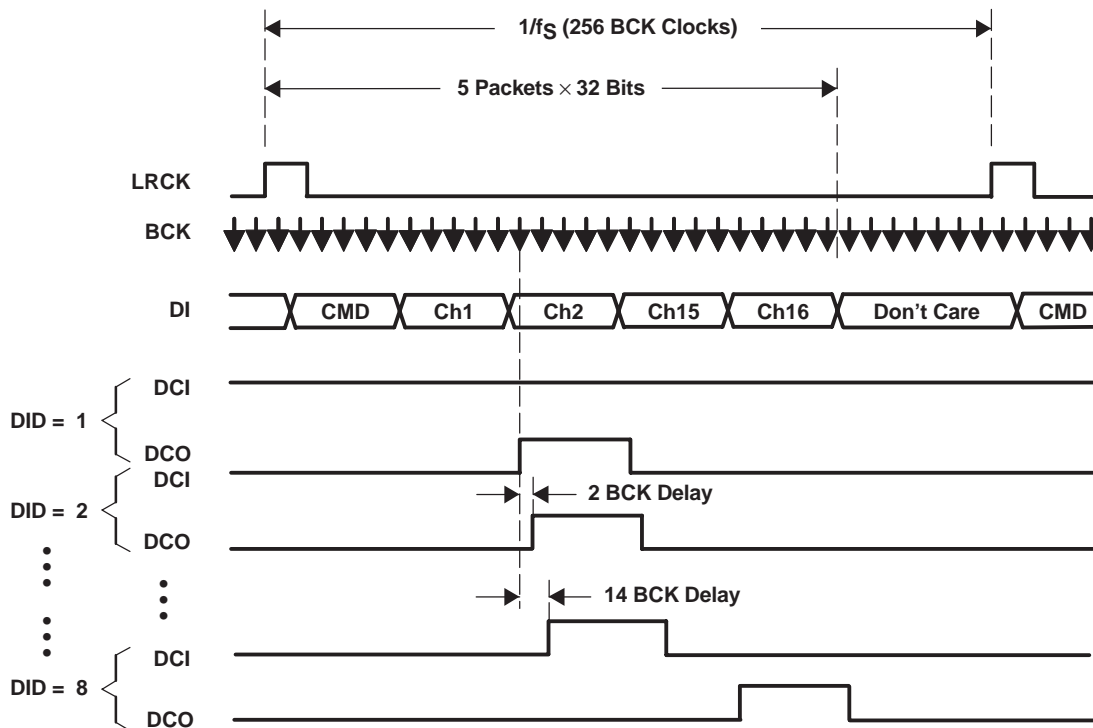 1/fS (256 BCK Clocks)
5 Packets × 32 Bits
LRCK
BCK
DI
CMD
Ch1
Ch2
Ch15
Ch16
Don't Care
CMD
DID = 1
DCI
DCO
DID = 2
DCI
2 BCK Delay
DCO
14 BCK Delay
DID = 8
DCI
DCO